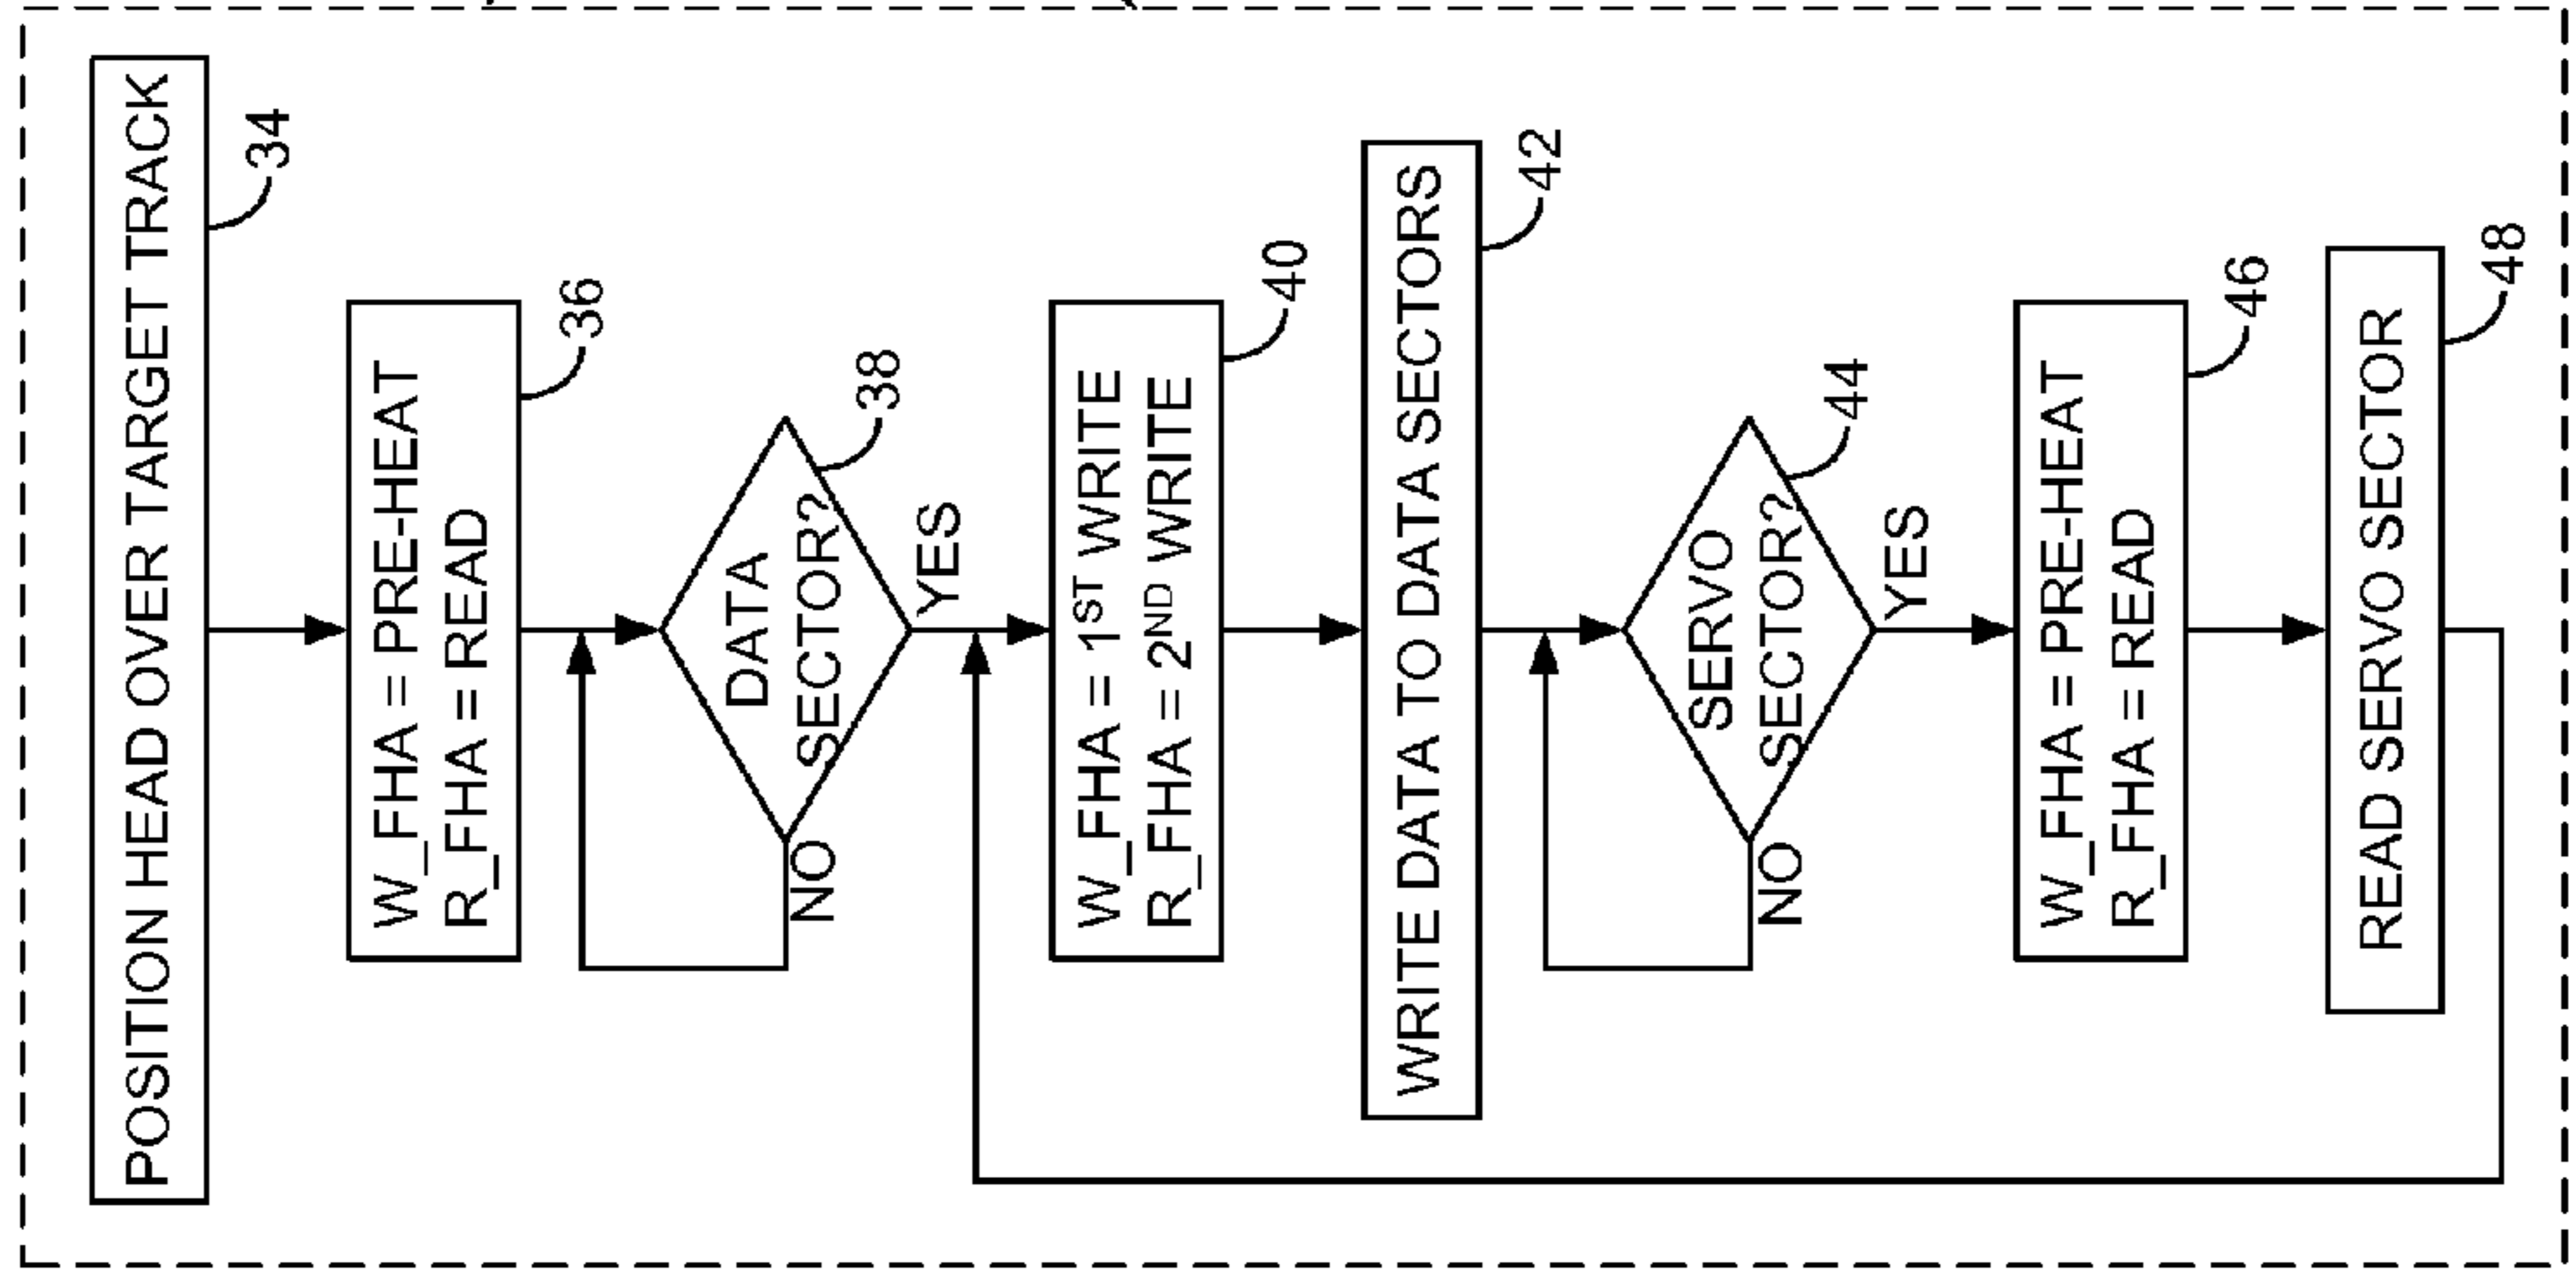 POSITION HEAD OVER TARGET TRACK
34
W_FHA = PRE-HEAT
R_FHA = READ
36
DATA
SECTOR?
38
NO
YES
W_FHA = 1ST WRITE
R_FHA = 2ND WRITE
40
WRITE DATA TO DATA SECTORS
42
SERVO
SECTOR?
44
NO
YES
W_FHA = PRE-HEAT
R_FHA = READ
46
READ SERVO SECTOR
48